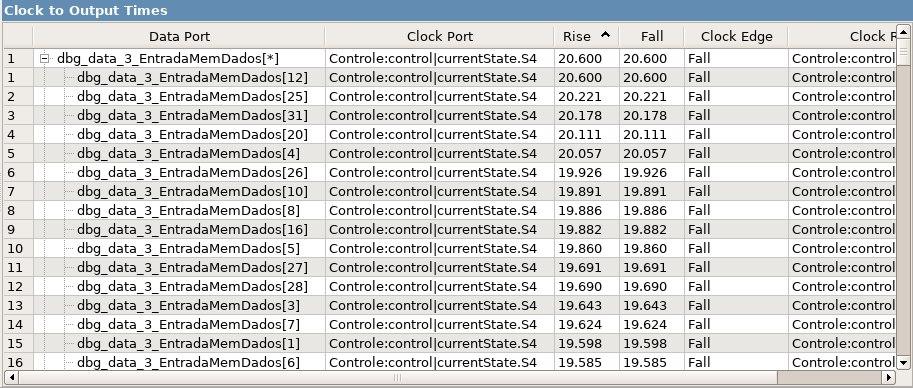 Clock to Output Times
Data Port Clock Port Rise Fall Clock Edge Clock R
1 dbg_data_3_EntradaMemDados[*] Controle:control|currentState.S4 20.600 20.600 Fall Controle:control
1 dbg_data_3_EntradaMemDados[12] Controle:control|currentState.S4 20.600 20.600 Fall Controle:control
2 dbg_data_3_EntradaMemDados[25] Controle:control|currentState.S4 20.221 20.221 Fall Controle:control
3 dbg_data_3_EntradaMemDados[31] Controle:control|currentState.S4 20.178 20.178 Fall Controle:control
4 dbg_data_3_EntradaMemDados[20] Controle:control|currentState.S4 20.111 20.111 Fall Controle:control
5 dbg_data_3_EntradaMemDados[4] Controle:control|currentState.S4 20.057 20.057 Fall Controle:control
6 dbg_data_3_EntradaMemDados[26] Controle:control|currentState.S4 19.926 19.926 Fall Controle:control
7 dbg_data_3_EntradaMemDados[10] Controle:control|currentState.S4 19.891 19.891 Fall Controle:control
8 dbg_data_3_EntradaMemDados[8] Controle:control|currentState.S4 19.886 19.886 Fall Controle:control
9 dbg_data_3_EntradaMemDados[16] Controle:control|currentState.S4 19.882 19.882 Fall Controle:control
10 dbg_data_3_EntradaMemDados[5] Controle:control|currentState.S4 19.860 19.860 Fall Controle:control
11 dbg_data_3_EntradaMemDados[27] Controle:control|currentState.S4 19.691 19.691 Fall Controle:control
12 dbg_data_3_EntradaMemDados[28] Controle:control|currentState.S4 19.690 19.690 Fall Controle:control
13 dbg_data_3_EntradaMemDados[3] Controle:control|currentState.S4 19.643 19.643 Fall Controle:control
14 dbg_data_3_EntradaMemDados[7] Controle:control|currentState.S4 19.624 19.624 Fall Controle:control
15 dbg_data_3_EntradaMemDados[1] Controle:control|currentState.S4 19.598 19.598 Fall Controle:control
16 dbg_data_3_EntradaMemDados[6] Controle:control|currentState.S4 19.585 19.585 Fall Controle:control